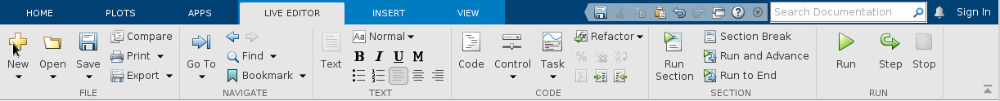 HOME PLOTS APPS LIVE EDITOR INSERT VIEW Search Documentation Sign In
Compare Aa Normal Refactor Section Break
New Open Save Print Go To Find Text B I U M Code Control Task Run Section Run and Advance Run Step Stop
Export Bookmark Run to End
FILE NAVIGATE TEXT CODE SECTION RUN